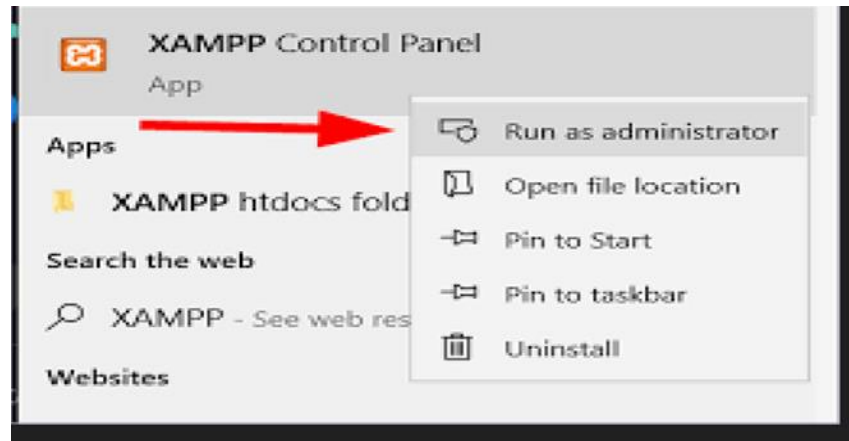 XAMPP Control Panel
App
Run as administrator
Apps
Open file location
XAMPP htdocs fold
Pin to Start
Search the web
Pin to taskbar
XAMPP - See web res
Uninstall
Websites